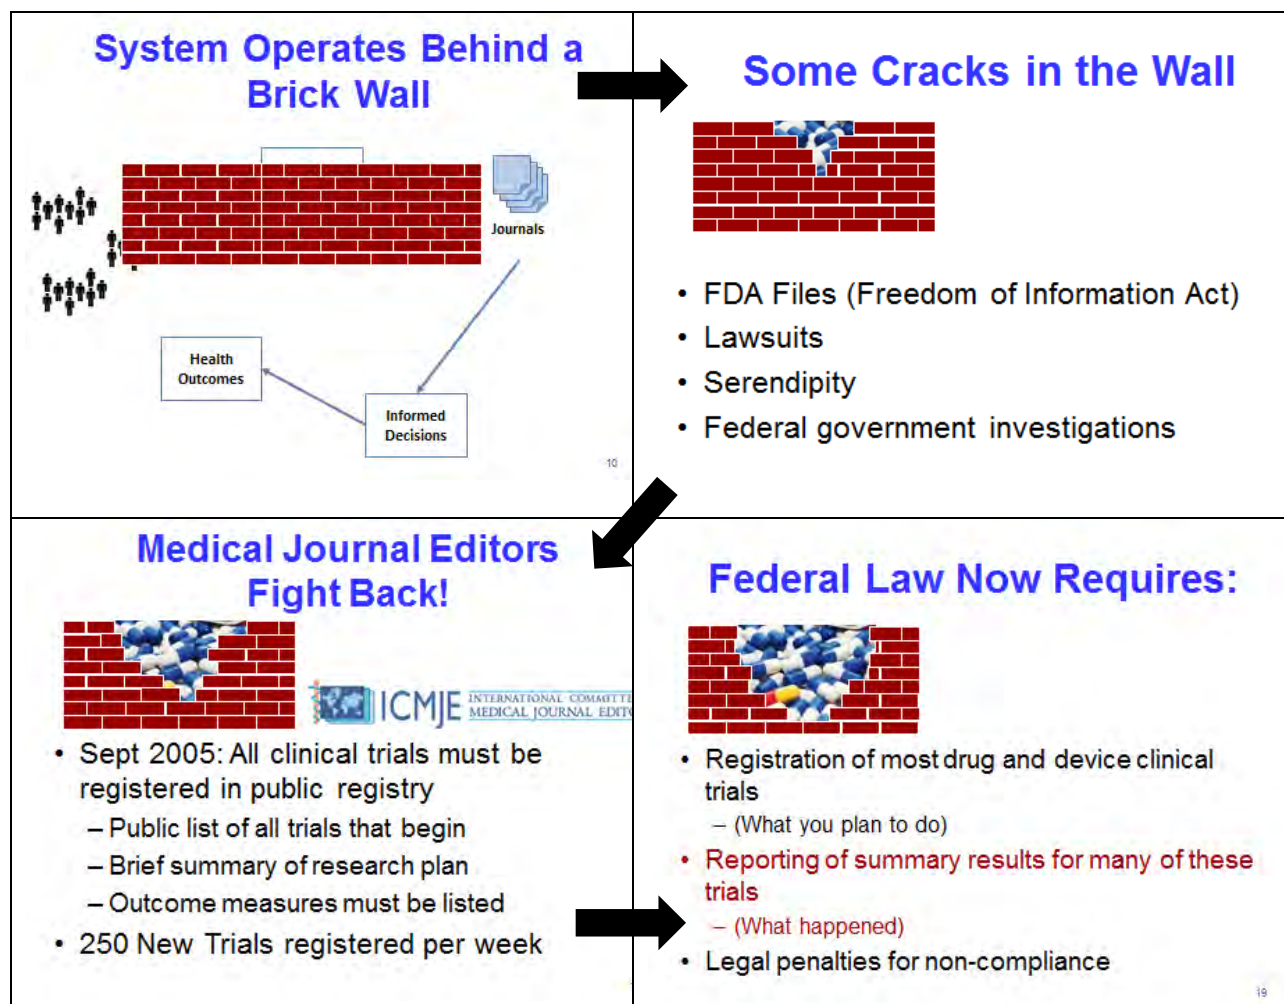 System Operates Behind a
Brick Wall
Journals
Health
Outcomes
Informed
Decisions
10
Some Cracks in the Wall
• FDA Files (Freedom of Information Act)
• Lawsuits
• Serendipity
• Federal government investigations
Medical Journal Editors
Fight Back!
ICMJE
INTERNATIONAL COMMITTE
MEDICAL JOURNAL EDITO
• Sept 2005: All clinical trials must be
registered in public registry
– Public list of all trials that begin
– Brief summary of research plan
– Outcome measures must be listed
• 250 New Trials registered per week
Federal Law Now Requires:
• Registration of most drug and device clinical
trials
– (What you plan to do)
• Reporting of summary results for many of these
trials
– (What happened)
• Legal penalties for non-compliance
19